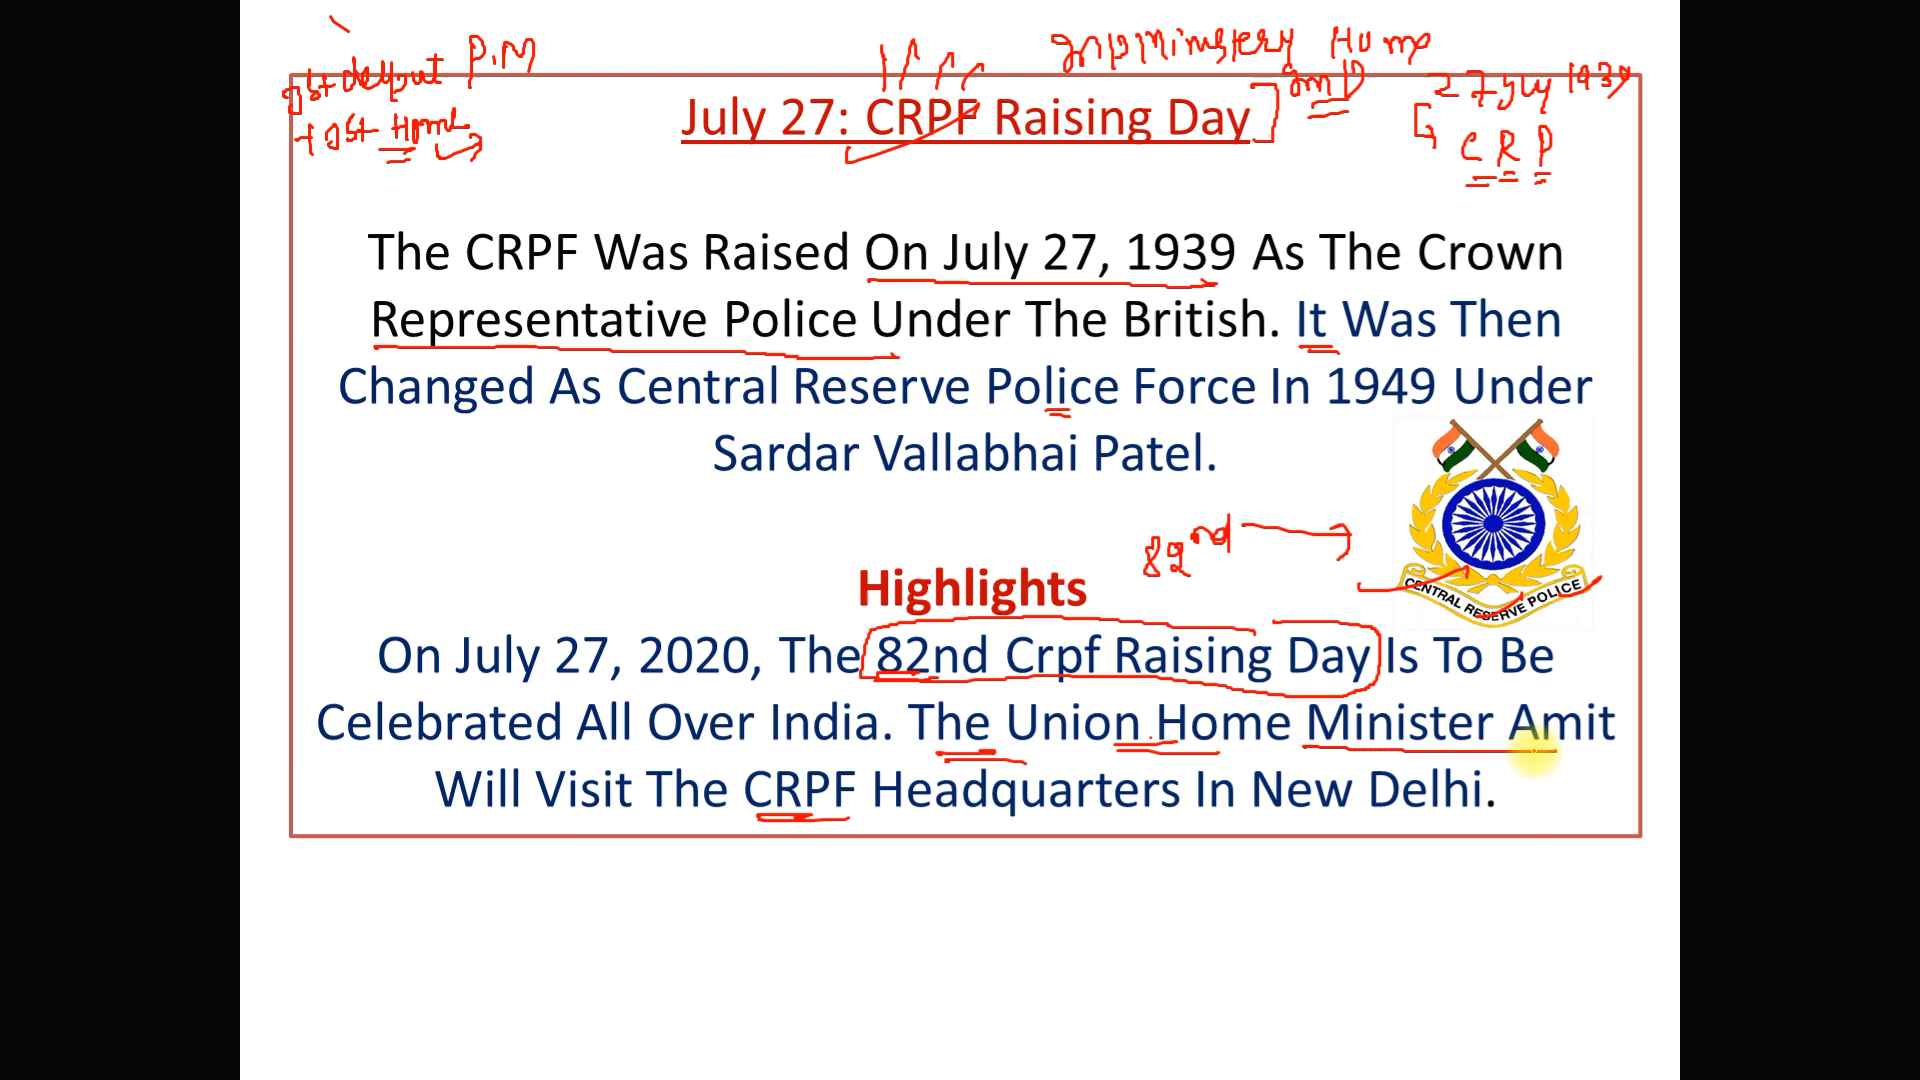 P.M
Home
Home
July 27: CRPF Raising Day
27 July 1939
C R P
The CRPF Was Raised On July 27, 1939 As The Crown
Representative Police Under The British. It Was Then
Changed As Central Reserve Police Force In 1949 Under
Sardar Vallabhai Patel.
CENTRAL RESERVE POLICE
82nd
Highlights
On July 27, 2020, The 82nd Crpf Raising Day Is To Be
Celebrated All Over India. The Union Home Minister Amit
Will Visit The CRPF Headquarters In New Delhi.